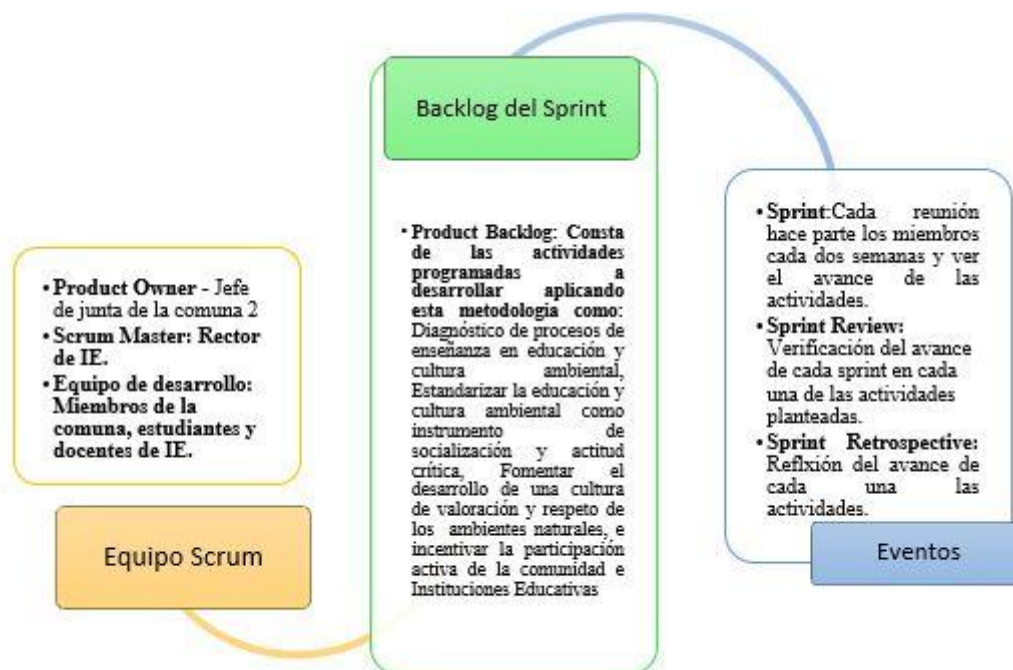 • Product Owner - Jefe
de junta de la comuna 2
• Scrum Master: Rector
de IE.
• Equipo de desarrollo:
Miembros de la
comuna, estudiantes y
docentes de IE.
Equipo Scrum
Backlog del Sprint
• Product Backlog: Consta
de las actividades
programadas a
desarrollar aplicando
esta metodología como:
Diagnóstico de procesos de
enseñanza en educación y
cultura ambiental,
Estandarizar la educación y
cultura ambiental como
instrumento de
socialización y actitud
crítica, Fomentar el
desarrollo de una cultura
de valoración y respeto de
los ambientes naturales, e
incentivar la participación
activa de la comunidad e
Instituciones Educativas
• Sprint:Cada reunión
hace parte los miembros
cada dos semanas y ver
el avance de las
actividades.
• Sprint Review:
Verificación del avance
de cada sprint en cada
una de las actividades
planteadas.
• Sprint Retrospective:
Reflxión del avance de
cada una las
actividades.
Eventos